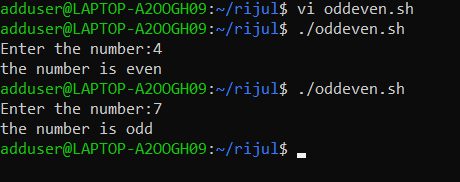 adduser@LAPTOP-A2OOGH09:~/rijul$ vi oddeven.sh
adduser@LAPTOP-A2OOGH09:~/rijul$ ./oddeven.sh
Enter the number:4
the number is even
adduser@LAPTOP-A2OOGH09:~/rijul$ ./oddeven.sh
Enter the number:7
the number is odd
adduser@LAPTOP-A2OOGH09:~/rijul$